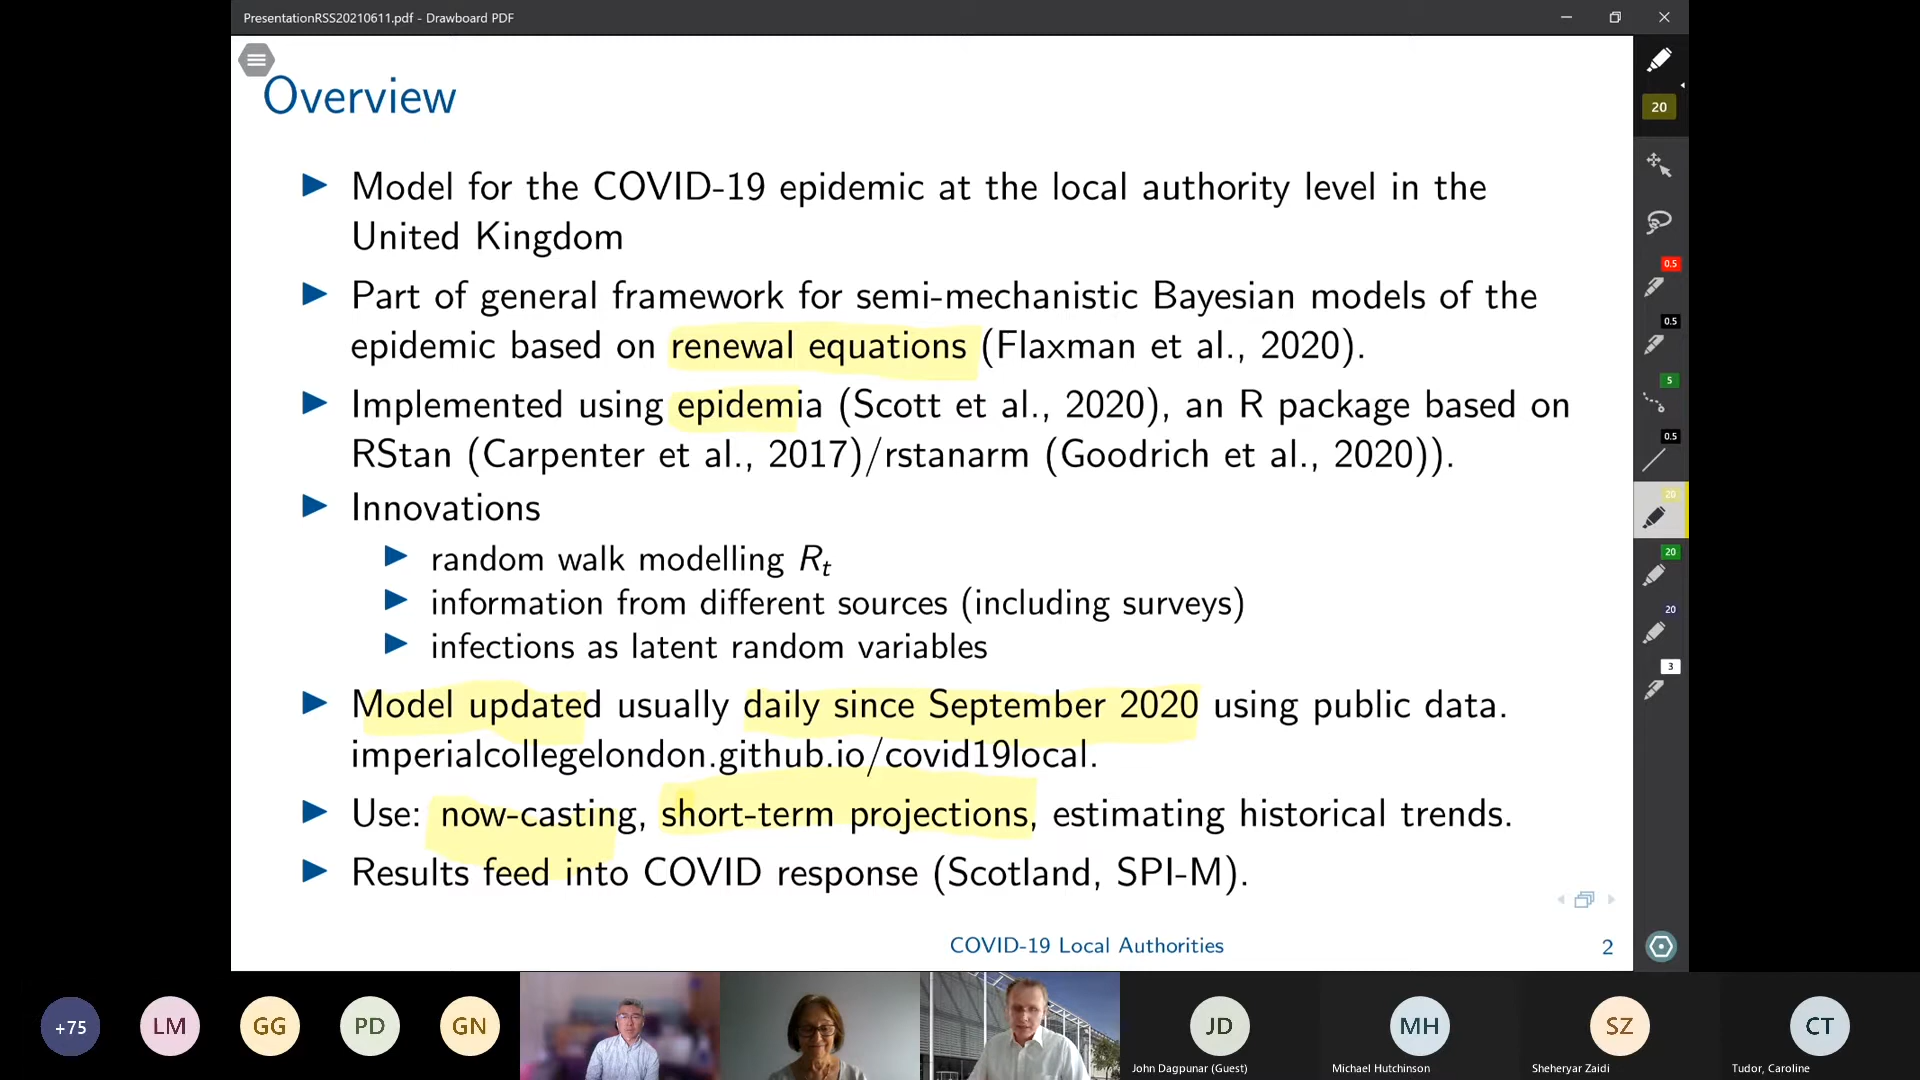 PresentationRSS20210611.pdf - Drawboard PDF
Overview
20
Model for the COVID-19 epidemic at the local authority level in the
United Kingdom
Part of general framework for semi-mechanistic Bayesian models of the
epidemic based on renewal equations (Flaxman et al., 2020).
Implemented using epidemia (Scott et al., 2020), an R package based on
RStan (Carpenter et al., 2017)/rstanarm (Goodrich et al., 2020)).
Innovations
random walk modelling Rt
information from different sources (including surveys)
infections as latent random variables
Model updated usually daily since September 2020 using public data.
imperialcollegelondon.github.io/covid19local.
Use: now-casting, short-term projections, estimating historical trends.
Results feed into COVID response (Scotland, SPI-M).
COVID-19 Local Authorities
2
0.5
0.5
5
0.5
20
20
20
3
+75
LM
GG
PD
GN
JD
MH
SZ
CT
John Dagpunar (Guest)
Michael Hutchinson
Sheheryar Zaidi
Tudor, Caroline